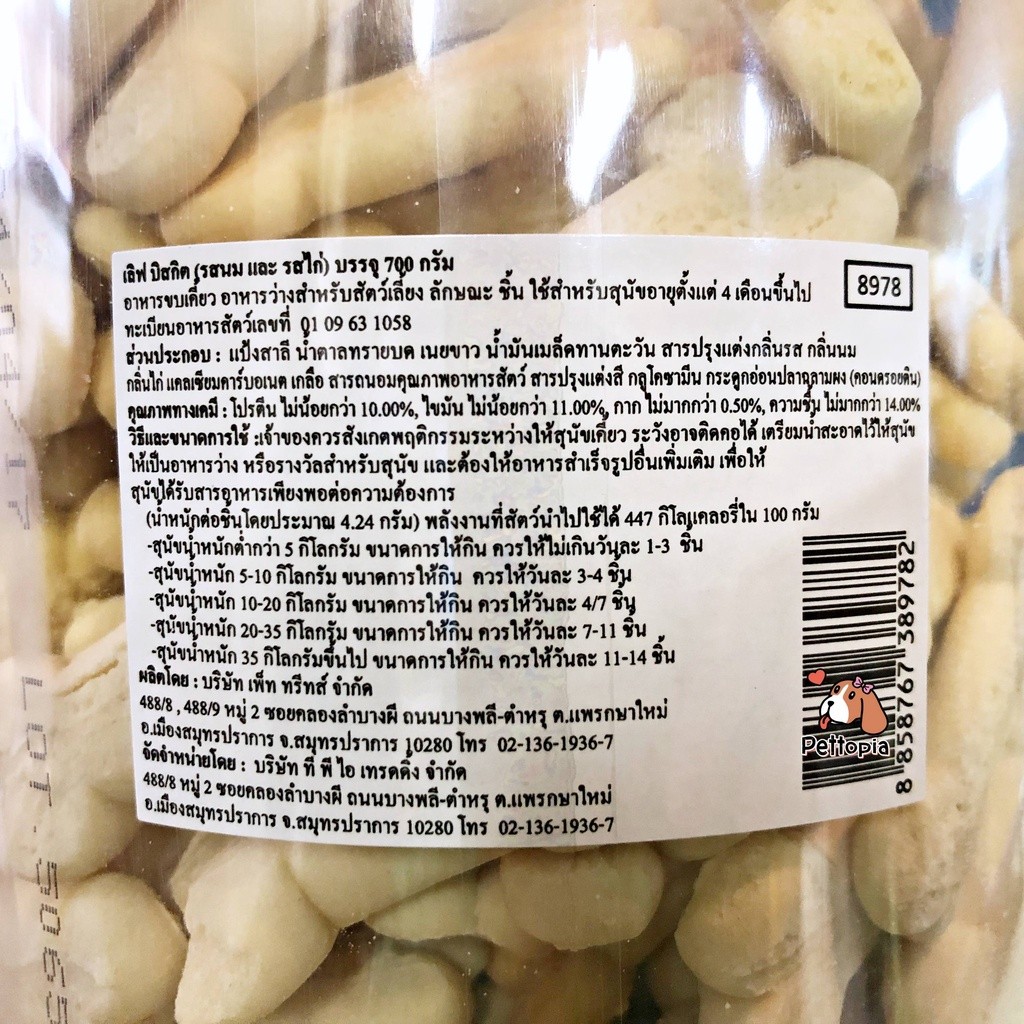 เลิฟ บิสกิต (รสนม และ รสไก่) บรรจุ 700 กรัม
อาหารขบเคี้ยว อาหารว่างสำหรับสัตว์เลี้ยง ลักษณะ ชิ้น ใช้สำหรับสุนัขอายุตั้งแต่ 4 เดือนขึ้นไป
8978
ทะเบียนอาหารสัตว์เลขที่ 01 09 63 1058
ส่วนประกอบ : แป้งสาลี น้ำตาลทรายบด เนยขาว น้ำมันเมล็ดทานตะวัน สารปรุงแต่งกลิ่นรส กลิ่นนม
กลิ่นไก่ แคลเซียมคาร์บอเนต เกลือ สารถนอมคุณภาพอาหารสัตว์ สารปรุงแต่งสี กลูโคซามีน กระดูกอ่อนปลาฉลามผง (คอนดรอยติน)
คุณภาพทางเคมี : โปรตีน ไม่น้อยกว่า 10.00%, ไขมัน ไม่น้อยกว่า 11.00%, กาก ไม่มากกว่า 0.50%, ความชื้น ไม่มากกว่า 14.00%
วิธีและขนาดการใช้ :เจ้าของควรสังเกตพฤติกรรมระหว่างให้สุนัขเคี้ยว ระวังอาจติดคอได้ เตรียมน้ำสะอาดไว้ให้สุนัข
ให้เป็นอาหารว่าง หรือรางวัลสำหรับสุนัข และต้องให้อาหารสำเร็จรูปอื่นเพิ่มเติม เพื่อให้
สุนัขได้รับสารอาหารเพียงพอต่อความต้องการ
(น้ำหนักต่อชิ้นโดยประมาณ 4.24 กรัม) พลังงานที่สัตว์นำไปใช้ได้ 447 กิโลแคลอรี่ใน 100 กรัม
-สุนัขน้ำหนักต่ำกว่า 5 กิโลกรัม ขนาดการให้กิน ควรให้ไม่เกินวันละ 1-3 ชิ้น
-สุนัขน้ำหนัก 5-10 กิโลกรัม ขนาดการให้กิน ควรให้วันละ 3-4 ชิ้น
-สุนัขน้ำหนัก 10-20 กิโลกรัม ขนาดการให้กิน ควรให้วันละ 4/7 ชิ้น
-สุนัขน้ำหนัก 20-35 กิโลกรัม ขนาดการให้กิน ควรให้วันละ 7-11 ชิ้น
-สุนัขน้ำหนัก 35 กิโลกรัมขึ้นไป ขนาดการให้กิน ควรให้วันละ 11-14 ชิ้น
ผลิตโดย : บริษัท เพ็ท ทรีทส์ จำกัด
488/8 , 488/9 หมู่ 2 ซอยคลองลำบางผี ถนนบางพลี-ตำหรุ ต.แพรกษาใหม่
อ.เมืองสมุทรปราการ จ.สมุทรปราการ 10280 โทร 02-136-1936-7
จัดจำหน่ายโดย : บริษัท ที พี ไอ เทรดดิ้ง จำกัด
488/8 หมู่ 2 ซอยคลองลำบางผี ถนนบางพลี-ตำหรุ ต.แพรกษาใหม่
อ.เมืองสมุทรปราการ จ.สมุทรปราการ 10280 โทร 02-136-1936-7
8 858767 389782
Pettopia
LOT.